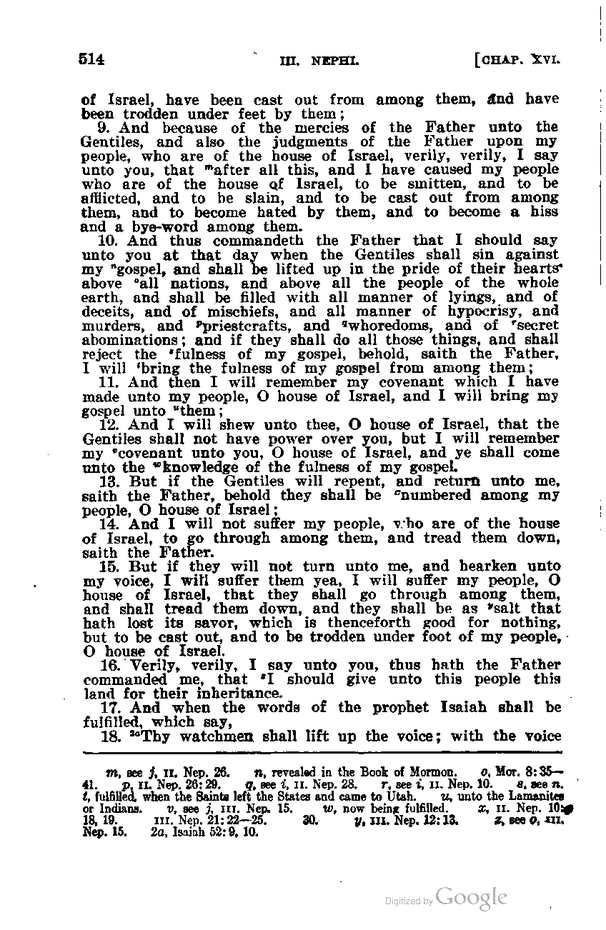 514 III. NEPHI. [CHAP. XVI.
of Israel, have been cast out from among them, and have
been trodden under feet by them;
9. And because of the mercies of the Father unto the
Gentiles, and also the judgments of the Father upon my
people, who are of the house of Israel, verily, verily, I say
unto you, that ᵐafter all this, and I have caused my people
who are of the house of Israel, to be smitten, and to be
afflicted, and to be slain, and to be cast out from among
them, and to become hated by them, and to become a hiss
and a bye-word among them.
10. And thus commandeth the Father that I should say
unto you at that day when the Gentiles shall sin against
my ⁿgospel, and shall be lifted up in the pride of their hearts
above ᵒall nations, and above all the people of the whole
earth, and shall be filled with all manner of lyings, and of
deceits, and of mischiefs, and all manner of hypocrisy, and
murders, and ᵖpriestcrafts, and qwhoredoms, and of ʳsecret
abominations; and if they shall do all those things, and shall
reject the ˢfulness of my gospel, behold, saith the Father,
I will ᵗbring the fulness of my gospel from among them;
11. And then I will remember my covenant which I have
made unto my people, O house of Israel, and I will bring my
gospel unto ᵘthem;
12. And I will shew unto thee, O house of Israel, that the
Gentiles shall not have power over you, but I will remember
my ᵛcovenant unto you, O house of Israel, and ye shall come
unto the ʷknowledge of the fulness of my gospel.
13. But if the Gentiles will repent, and return unto me,
saith the Father, behold they shall be ˣnumbered among my
people, O house of Israel;
14. And I will not suffer my people, who are of the house
of Israel, to go through among them, and tread them down,
saith the Father.
15. But if they will not turn unto me, and hearken unto
my voice, I will suffer them yea, I will suffer my people, O
house of Israel, that they shall go through among them,
and shall tread them down, and they shall be as ʸsalt that
hath lost its savor, which is thenceforth good for nothing,
but to be cast out, and to be trodden under foot of my people,
O house of Israel.
16. Verily, verily, I say unto you, thus hath the Father
commanded me, that ᶻI should give unto this people this
land for their inheritance.
17. And when the words of the prophet Isaiah shall be
fulfilled, which say,
18. ²ᵃThy watchmen shall lift up the voice; with the voice
m, see j, II. Nep. 26. n, revealed in the Book of Mormon. o, Mor. 8:35—
41. p, II. Nep. 26:29. q, see i, II. Nep. 28. r, see i, II. Nep. 10. s, see n.
t, fulfilled, when the Saints left the States and came to Utah. u, unto the Lamanites
or Indians. v, see j, III. Nep. 15. w, now being fulfilled. x, II. Nep. 10:
18, 19. III. Nep. 21:22—25. 30. y, III. Nep. 12:13. z, see o, III.
Nep. 15. 2a, Isaiah 52:9, 10.
Digitized by Google